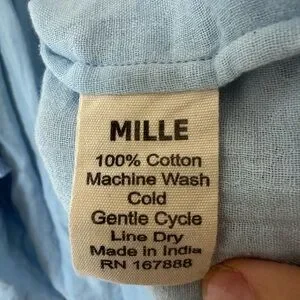 MILLE
100% Cotton
Machine Wash
Cold
Gentle Cycle
Line Dry
Made in India
RN 167888